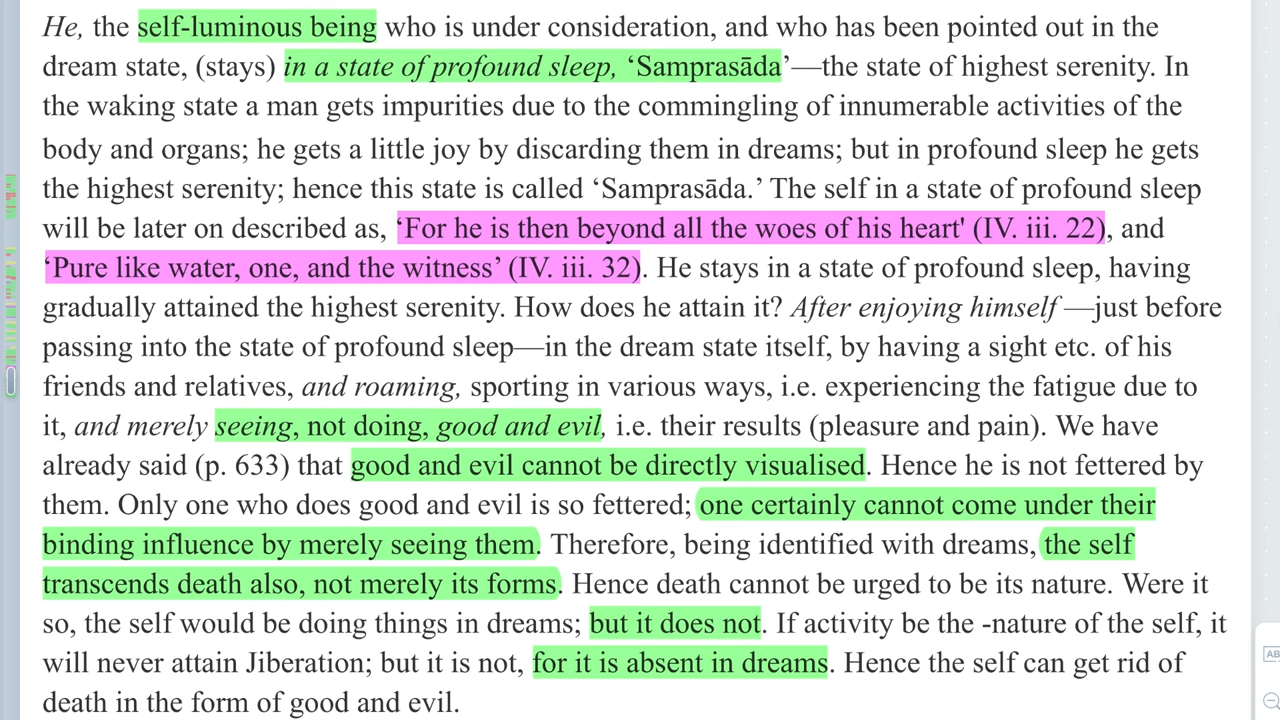 He, the self-luminous being who is under consideration, and who has been pointed out in the
dream state, (stays) in a state of profound sleep, ‘Samprasāda’—the state of highest serenity. In
the waking state a man gets impurities due to the commingling of innumerable activities of the
body and organs; he gets a little joy by discarding them in dreams; but in profound sleep he gets
the highest serenity; hence this state is called ‘Samprasāda.’ The self in a state of profound sleep
will be later on described as, ‘For he is then beyond all the woes of his heart' (IV. iii. 22), and
‘Pure like water, one, and the witness’ (IV. iii. 32). He stays in a state of profound sleep, having
gradually attained the highest serenity. How does he attain it? After enjoying himself —just before
passing into the state of profound sleep—in the dream state itself, by having a sight etc. of his
friends and relatives, and roaming, sporting in various ways, i.e. experiencing the fatigue due to
it, and merely seeing, not doing, good and evil, i.e. their results (pleasure and pain). We have
already said (p. 633) that good and evil cannot be directly visualised. Hence he is not fettered by
them. Only one who does good and evil is so fettered; one certainly cannot come under their
binding influence by merely seeing them. Therefore, being identified with dreams, the self
transcends death also, not merely its forms. Hence death cannot be urged to be its nature. Were it
so, the self would be doing things in dreams; but it does not. If activity be the -nature of the self, it
will never attain Jiberation; but it is not, for it is absent in dreams. Hence the self can get rid of
death in the form of good and evil.
AB